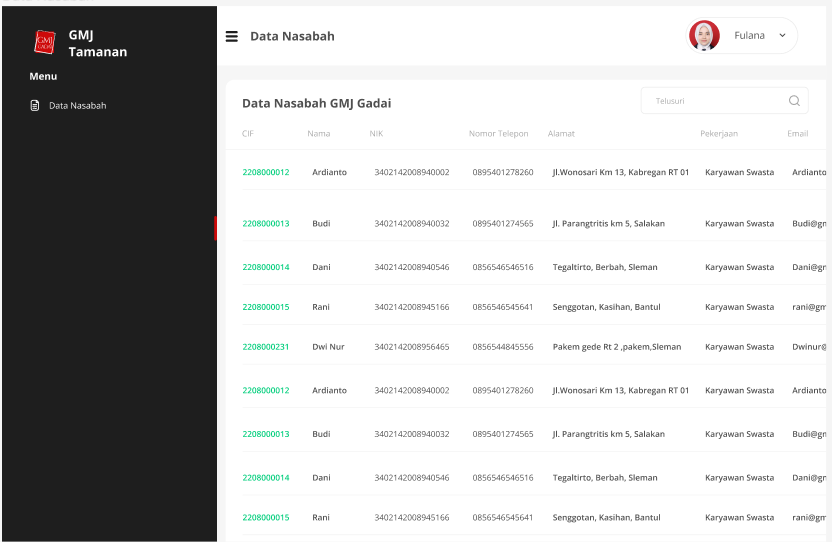 GMJ
Tamanan
GMJ
GADAI
Menu
Data Nasabah
Data Nasabah
Fulana
Data Nasabah GMJ Gadai
Telusuri
CIF Nama NIK Nomor Telepon Alamat Pekerjaan Email
2208000012 Ardianto 3402142008940002 0895401278260 Jl.Wonosari Km 13, Kabregan RT 01 Karyawan Swasta Ardianto
2208000013 Budi 3402142008940032 0895401274565 Jl. Parangtritis km 5, Salakan Karyawan Swasta Budi@gm
2208000014 Dani 3402142008940546 0856546546516 Tegaltirto, Berbah, Sleman Karyawan Swasta Dani@gm
2208000015 Rani 3402142008945166 0856546545641 Senggotan, Kasihan, Bantul Karyawan Swasta rani@gm
2208000231 Dwi Nur 3402142008956465 0856544845556 Pakem gede Rt 2 ,pakem,Sleman Karyawan Swasta Dwinur@
2208000012 Ardianto 3402142008940002 0895401278260 Jl.Wonosari Km 13, Kabregan RT 01 Karyawan Swasta Ardianto
2208000013 Budi 3402142008940032 0895401274565 Jl. Parangtritis km 5, Salakan Karyawan Swasta Budi@gm
2208000014 Dani 3402142008940546 0856546546516 Tegaltirto, Berbah, Sleman Karyawan Swasta Dani@gm
2208000015 Rani 3402142008945166 0856546545641 Senggotan, Kasihan, Bantul Karyawan Swasta rani@gm